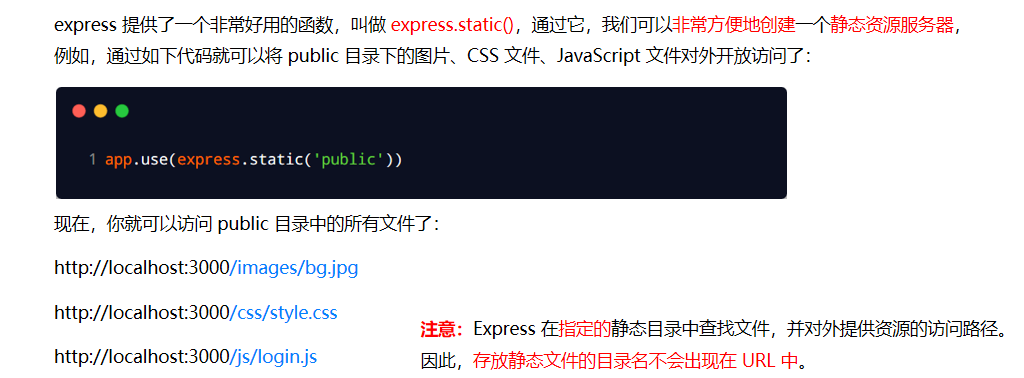 express 提供了一个非常好用的函数，叫做 express.static()，通过它，我们可以非常方便地创建一个静态资源服务器，
例如，通过如下代码就可以将 public 目录下的图片、CSS 文件、JavaScript 文件对外开放访问了：
1 app.use(express.static('public'))
现在，你就可以访问 public 目录中的所有文件了：
http://localhost:3000/images/bg.jpg
http://localhost:3000/css/style.css
http://localhost:3000/js/login.js
注意：Express 在指定的静态目录中查找文件，并对外提供资源的访问路径。
因此，存放静态文件的目录名不会出现在 URL 中。